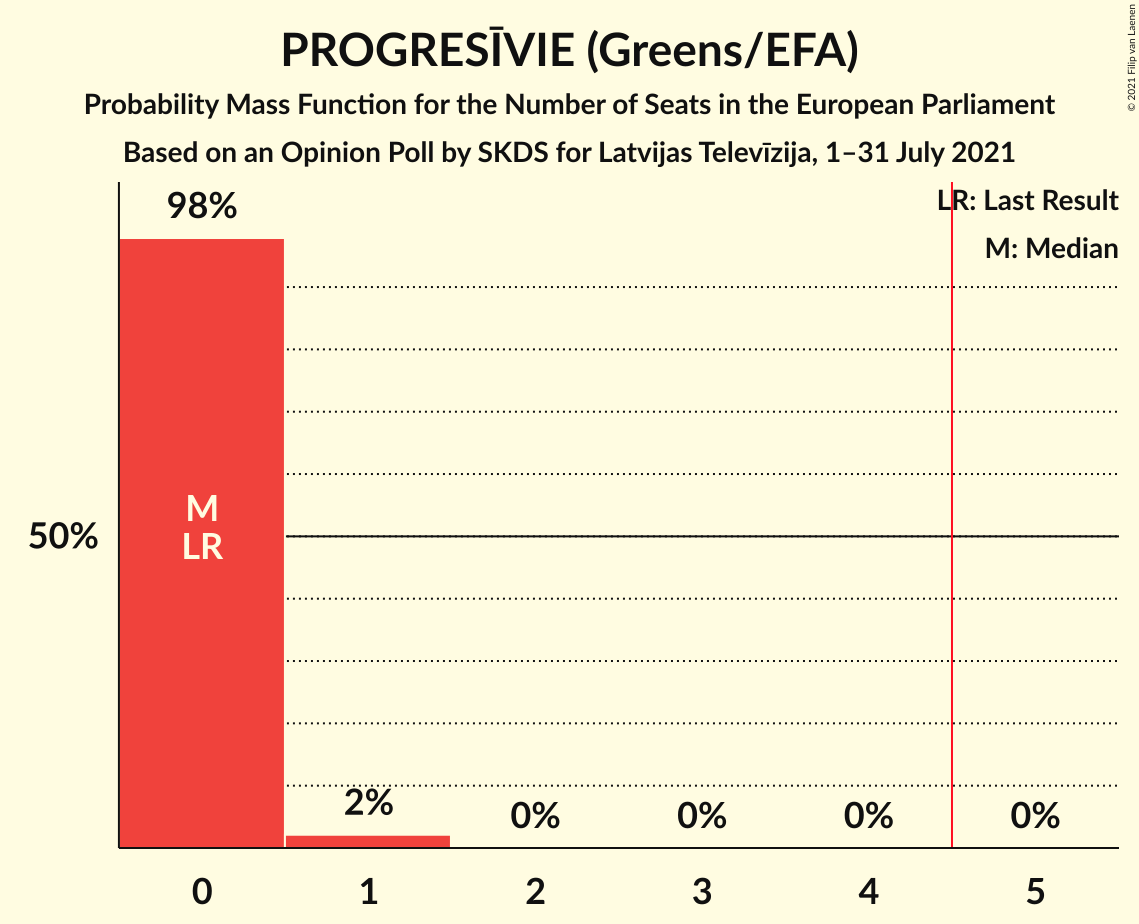 PROGRESĪVIE (Greens/EFA)
Probability Mass Function for the Number of Seats in the European Parliament
Based on an Opinion Poll by SKDS for Latvijas Televīzija, 1–31 July 2021
© 2021 Filip van Laenen
LR: Last Result
M: Median
98%
M
LR
50%
2%
0%
0%
0%
0%
0
1
2
3
4
5